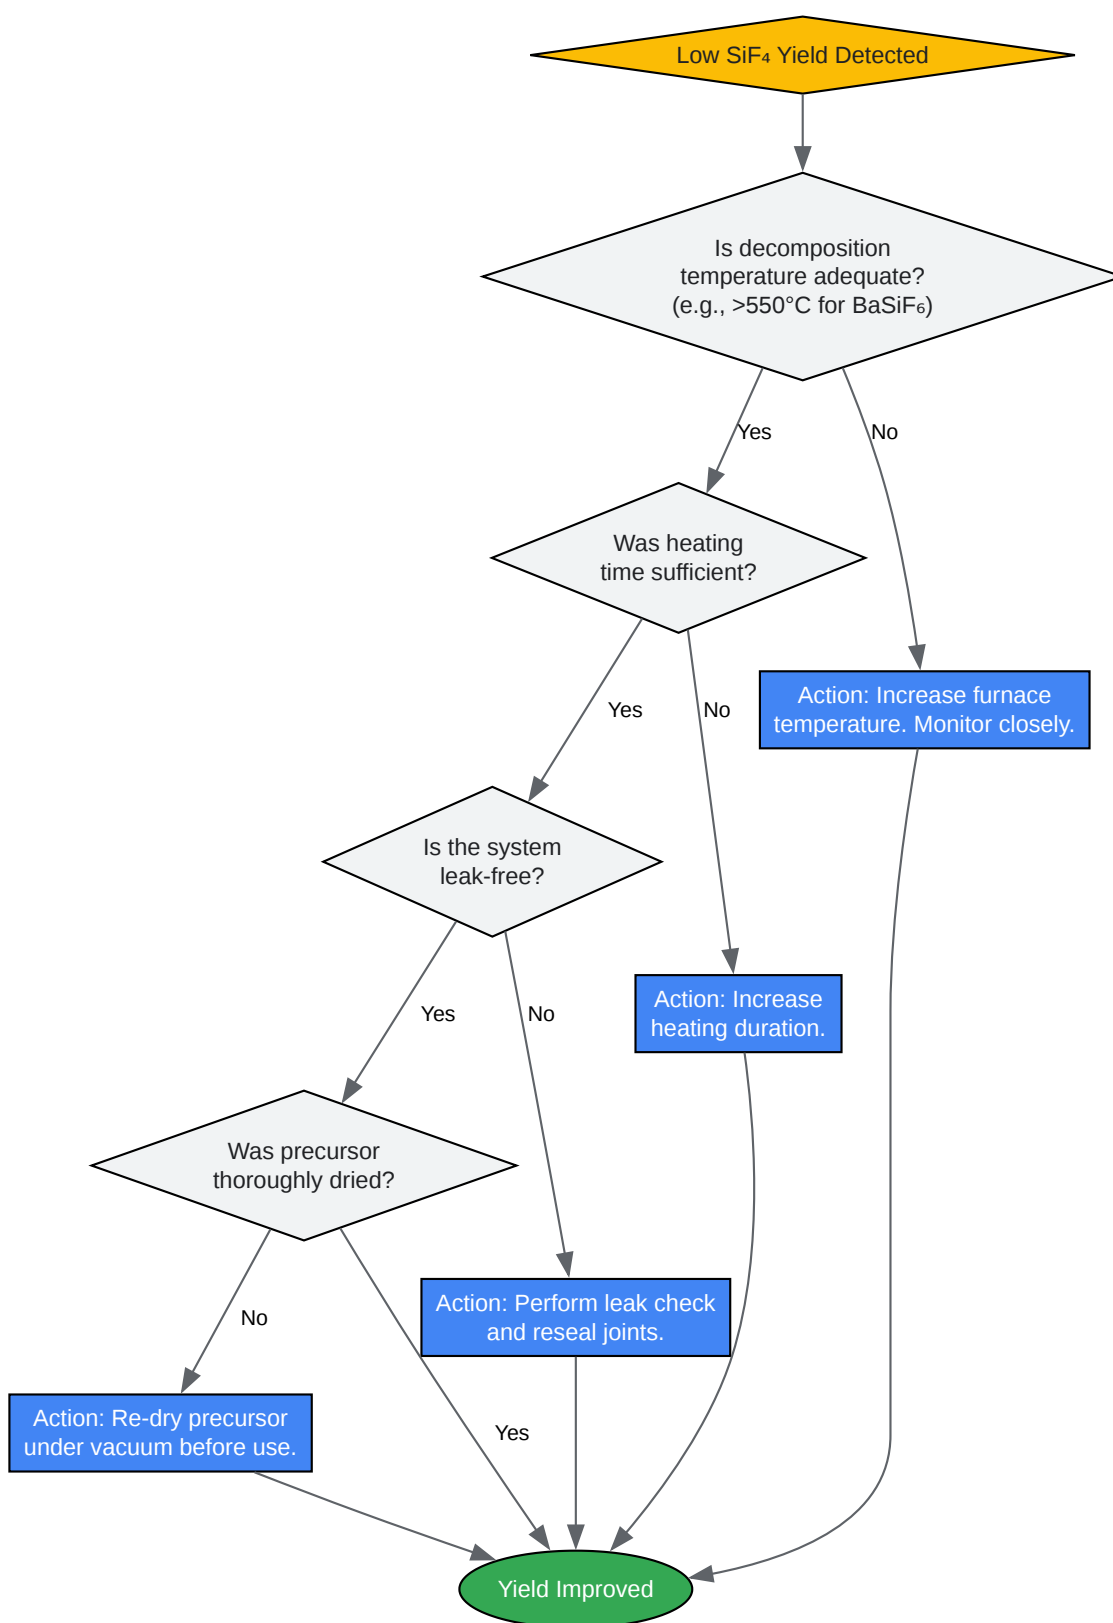 Low SiF₄ Yield Detected
Is decomposition
temperature adequate?
(e.g., >550°C for BaSiF₆)
Yes
No
Was heating
time sufficient?
Action: Increase furnace
temperature. Monitor closely.
Yes
No
Is the system
leak-free?
Action: Increase
heating duration.
Yes
No
Was precursor
thoroughly dried?
Action: Perform leak check
and reseal joints.
No
Yes
Action: Re-dry precursor
under vacuum before use.
Yield Improved